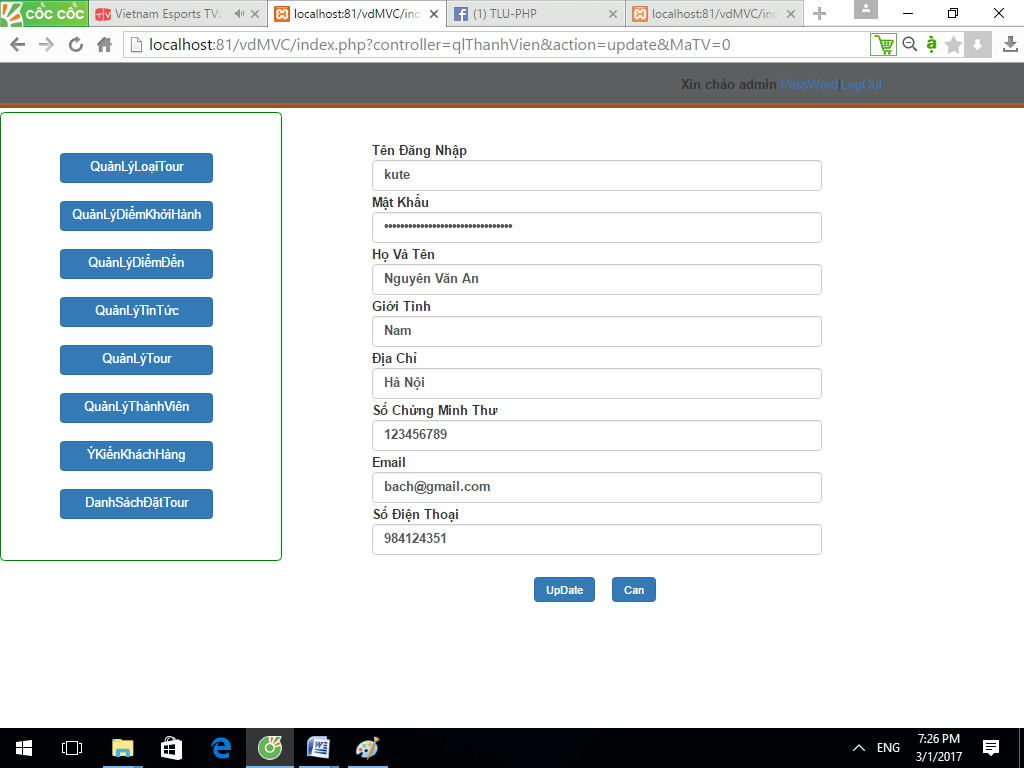 cốc cốc
Vietnam Esports TV:
localhost:81/vdMVC/ind
(1) TLU-PHP
localhost:81/vdMVC/ind
localhost:81/vdMVC/index.php?controller=qlThanhVien&action=update&MaTV=0
Xin chào admin PassWord|LogOut
QuảnLýLoạiTour
QuảnLýDiểmKhởiHành
QuảnLýDiểmĐến
QuảnLýTinTức
QuảnLýTour
QuảnLýThànhViên
ÝKiếnKháchHàng
DanhSáchĐặtTour
Tên Đăng Nhập
kute
Mật Khẩu
Họ Và Tên
Nguyên Văn An
Giới Tính
Nam
Địa Chỉ
Hà Nội
Số Chứng Minh Thư
123456789
Email
bach@gmail.com
Số Điện Thoại
984124351
UpDate
Can
ENG
7:26 PM
3/1/2017